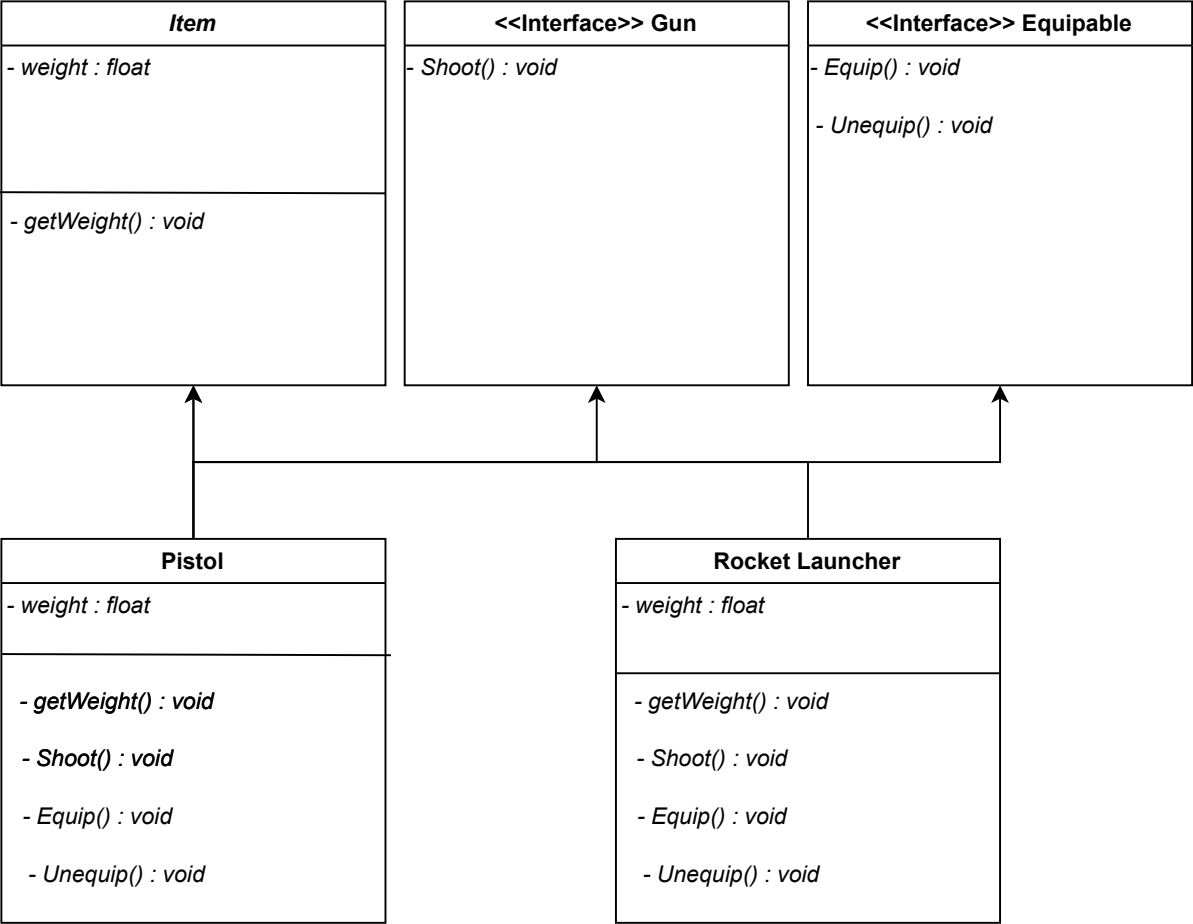 Item
- weight : float
- getWeight() : void
<<Interface>> Gun
- Shoot() : void
<<Interface>> Equipable
- Equip() : void
- Unequip() : void
Pistol
- weight : float
- getWeight() : void
- Shoot() : void
- Equip() : void
- Unequip() : void
Rocket Launcher
- weight : float
- getWeight() : void
- Shoot() : void
- Equip() : void
- Unequip() : void